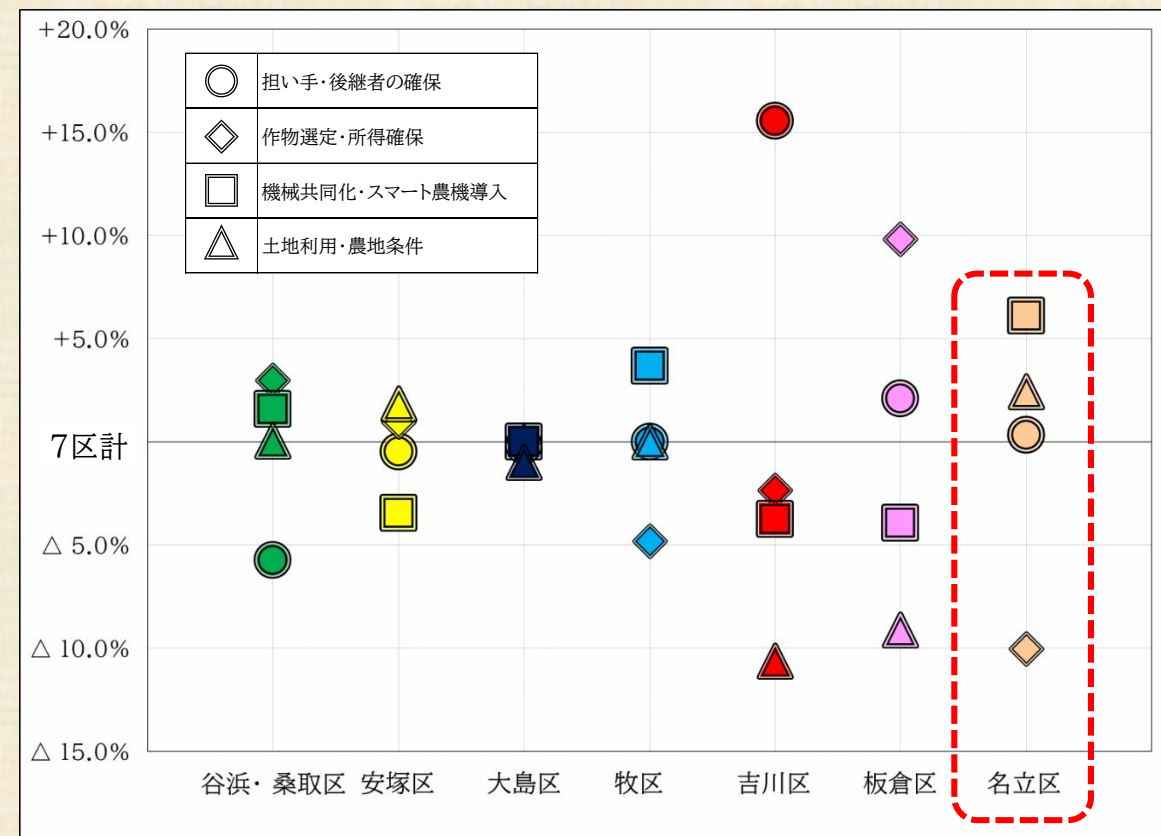 +20.0%
担い手・後継者の確保
+15.0%
作物選定・所得確保
機械共同化・スマート農機導入
+10.0%
土地利用・農地条件
+5.0%
7区計
△ 5.0%
△ 10.0%
△ 15.0%
谷浜・ 桑取区 安塚区 大島区 牧区 吉川区 板倉区 名立区